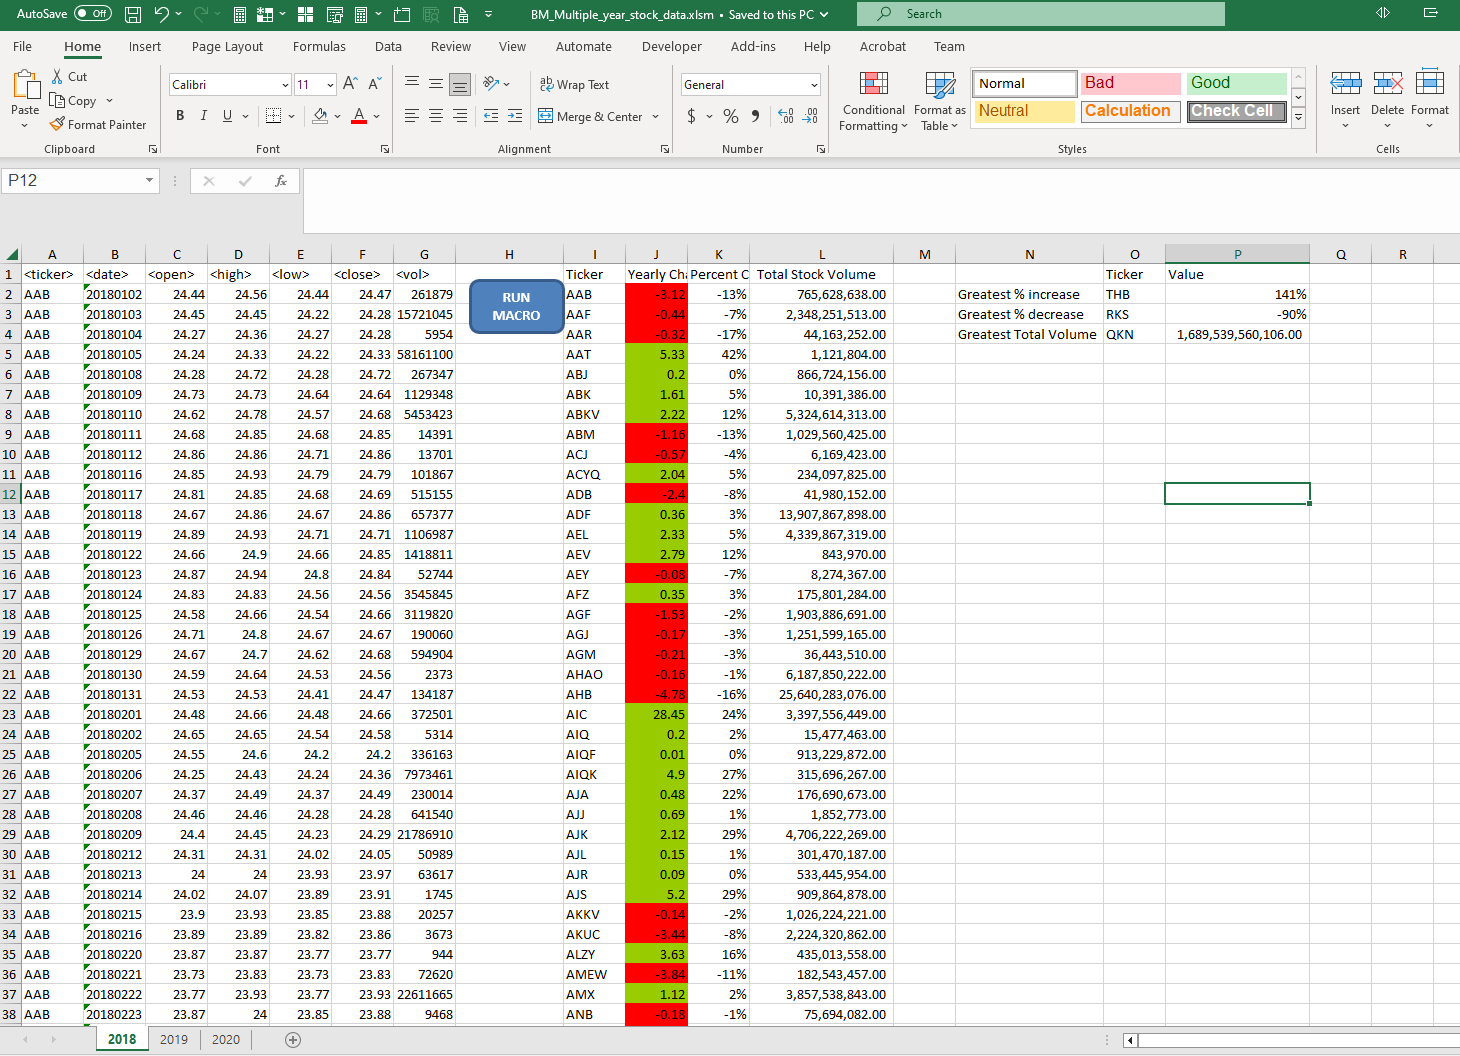 AutoSave Off BM_Multiple_year_stock_data.xlsm • Saved to this PC Search
File Home Insert Page Layout Formulas Data Review View Automate Developer Add-ins Help Acrobat Team
Paste Cut Copy Format Painter Calibri 11 B I U A Wrap Text Merge & Center General $ % Conditional Formatting Format as Table Normal Bad Good Neutral Calculation Check Cell Insert Delete Format
Clipboard Font Alignment Number Styles Cells
P12 fx
A B C D E F G H I J K L M N O P Q R
1 <ticker> <date> <open> <high> <low> <close> <vol> Ticker Yearly Cha Percent C Total Stock Volume Ticker Value
RUN
MACRO
2 AAB 20180102 24.44 24.56 24.44 24.47 261879 AAB -3.12 -13% 765,628,638.00 Greatest % increase THB 141%
3 AAB 20180103 24.45 24.45 24.22 24.28 15721045 AAF -0.44 -7% 2,348,251,513.00 Greatest % decrease RKS -90%
4 AAB 20180104 24.27 24.36 24.27 24.28 5954 AAR -0.32 -17% 44,163,252.00 Greatest Total Volume QKN 1,689,539,560,106.00
5 AAB 20180105 24.24 24.33 24.22 24.33 58161100 AAT 5.33 42% 1,121,804.00
6 AAB 20180108 24.28 24.72 24.28 24.72 267347 ABJ 0.2 0% 866,724,156.00
7 AAB 20180109 24.73 24.73 24.64 24.64 1129348 ABK 1.61 5% 10,391,386.00
8 AAB 20180110 24.62 24.78 24.57 24.68 5453423 ABKV 2.22 12% 5,324,614,313.00
9 AAB 20180111 24.68 24.85 24.68 24.85 14391 ABM -1.16 -13% 1,029,560,425.00
10 AAB 20180112 24.86 24.86 24.71 24.86 13701 ACJ -0.57 -4% 6,169,423.00
11 AAB 20180116 24.85 24.93 24.79 24.79 101867 ACYQ 2.04 5% 234,097,825.00
12 AAB 20180117 24.81 24.85 24.68 24.69 515155 ADB -2.4 -8% 41,980,152.00
13 AAB 20180118 24.67 24.86 24.67 24.86 657377 ADF 0.36 3% 13,907,867,898.00
14 AAB 20180119 24.89 24.93 24.71 24.71 1106987 AEL 2.33 5% 4,339,867,319.00
15 AAB 20180122 24.66 24.9 24.66 24.85 1418811 AEV 2.79 12% 843,970.00
16 AAB 20180123 24.87 24.94 24.8 24.84 52744 AEY -0.08 -7% 8,274,367.00
17 AAB 20180124 24.83 24.83 24.56 24.56 3545845 AFZ 0.35 3% 175,801,284.00
18 AAB 20180125 24.58 24.66 24.54 24.66 3119820 AGF -1.53 -2% 1,903,886,691.00
19 AAB 20180126 24.71 24.8 24.67 24.67 190060 AGJ -0.17 -3% 1,251,599,165.00
20 AAB 20180129 24.67 24.7 24.62 24.68 594904 AGM -0.21 -3% 36,443,510.00
21 AAB 20180130 24.59 24.64 24.53 24.56 2373 AHAO -0.16 -1% 6,187,850,222.00
22 AAB 20180131 24.53 24.53 24.41 24.47 134187 AHB -4.78 -16% 25,640,283,076.00
23 AAB 20180201 24.48 24.66 24.48 24.66 372501 AIC 28.45 24% 3,397,556,449.00
24 AAB 20180202 24.65 24.65 24.54 24.58 5314 AIQ 0.2 2% 15,477,463.00
25 AAB 20180205 24.55 24.6 24.2 24.2 336163 AIQF 0.01 0% 913,229,872.00
26 AAB 20180206 24.25 24.43 24.24 24.36 7973461 AIQK 4.9 27% 315,696,267.00
27 AAB 20180207 24.37 24.49 24.37 24.49 230014 AJA 0.48 22% 176,690,673.00
28 AAB 20180208 24.46 24.46 24.28 24.28 641540 AJJ 0.69 1% 1,852,773.00
29 AAB 20180209 24.4 24.45 24.23 24.29 21786910 AJK 2.12 29% 4,706,222,269.00
30 AAB 20180212 24.31 24.31 24.02 24.05 50989 AJL 0.15 1% 301,470,187.00
31 AAB 20180213 24 24 23.93 23.97 63617 AJR 0.09 0% 533,445,954.00
32 AAB 20180214 24.02 24.07 23.89 23.91 1745 AJS 5.2 29% 909,864,878.00
33 AAB 20180215 23.9 23.93 23.85 23.88 20257 AKKV -0.14 -2% 1,026,224,221.00
34 AAB 20180216 23.89 23.89 23.82 23.86 3673 AKUC -3.44 -8% 2,224,320,862.00
35 AAB 20180220 23.87 23.87 23.77 23.77 944 ALZY 3.63 16% 435,013,558.00
36 AAB 20180221 23.73 23.83 23.73 23.83 72620 AMEW -3.84 -11% 182,543,457.00
37 AAB 20180222 23.77 23.93 23.77 23.93 22611665 AMX 1.12 2% 3,857,538,843.00
38 AAB 20180223 23.87 24 23.85 23.88 9468 ANB -0.18 -1% 75,694,082.00
2018 2019 2020